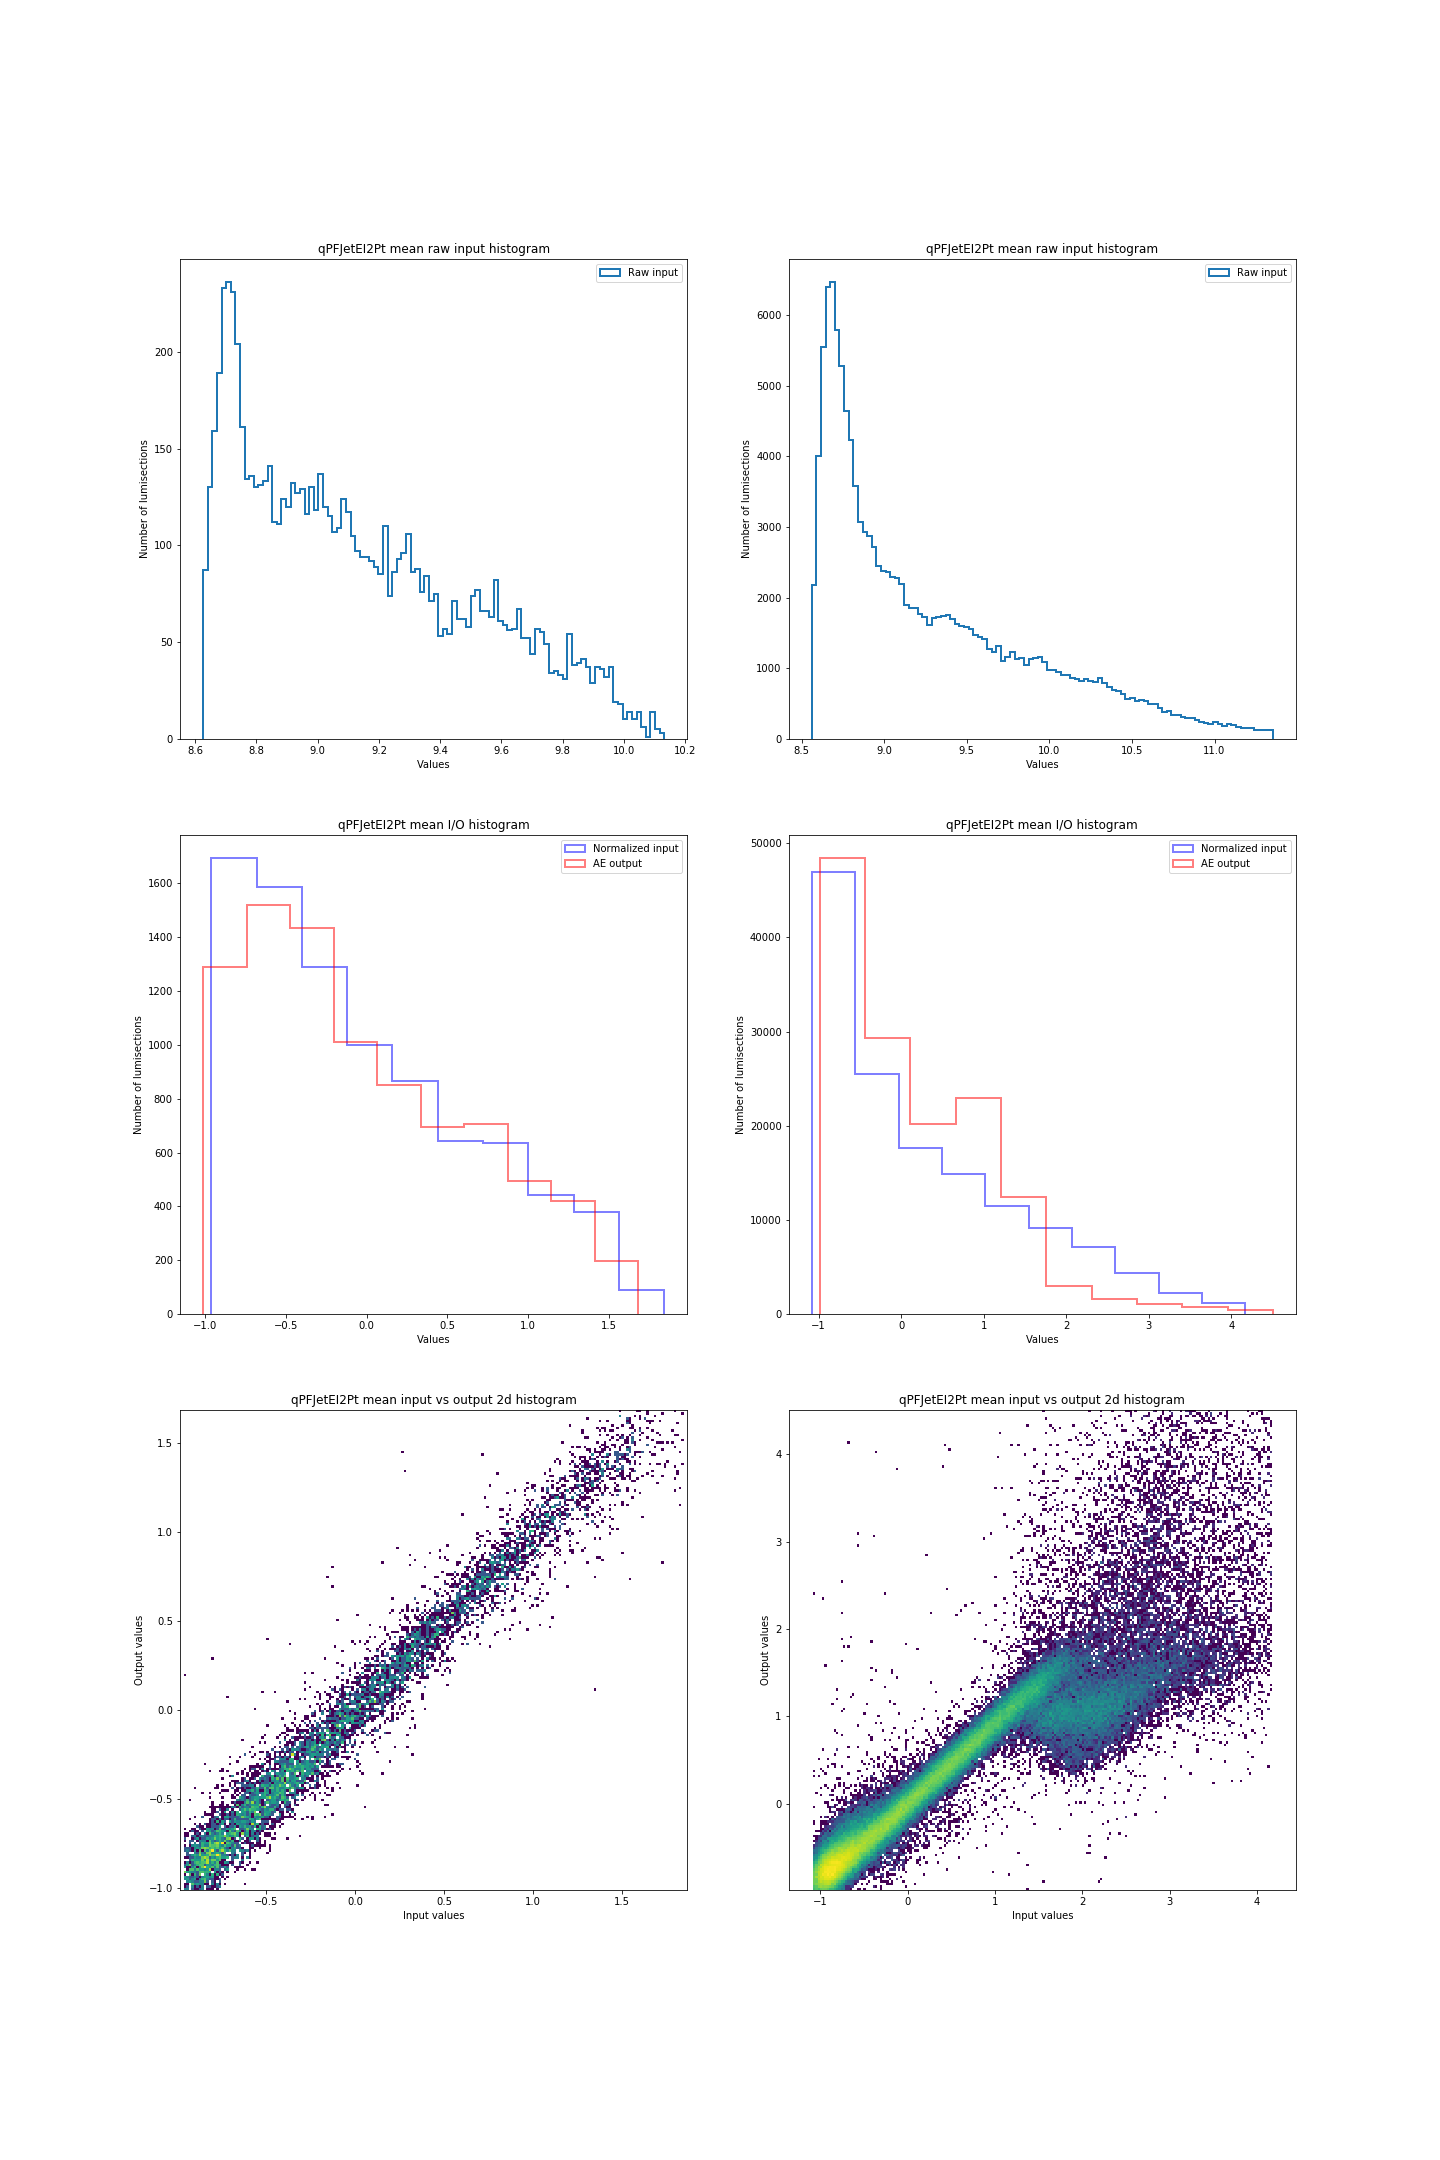 qPFJetEI2Pt mean raw input histogram
Raw input
Number of lumisections
200
150
100
50
0
8.6 8.8 9.0 9.2 9.4 9.6 9.8 10.0 10.2
Values
qPFJetEI2Pt mean raw input histogram
Raw input
Number of lumisections
6000
5000
4000
3000
2000
1000
0
8.5 9.0 9.5 10.0 10.5 11.0
Values
qPFJetEI2Pt mean I/O histogram
Normalized input
AE output
Number of lumisections
1600
1400
1200
1000
800
600
400
200
0
−1.0 −0.5 0.0 0.5 1.0 1.5
Values
qPFJetEI2Pt mean I/O histogram
Normalized input
AE output
Number of lumisections
50000
40000
30000
20000
10000
0
−1 0 1 2 3 4
Values
qPFJetEI2Pt mean input vs output 2d histogram
Output values
1.5
1.0
0.5
0.0
−0.5
−1.0
−0.5 0.0 0.5 1.0 1.5
Input values
qPFJetEI2Pt mean input vs output 2d histogram
Output values
4
3
2
1
0
−1 0 1 2 3 4
Input values